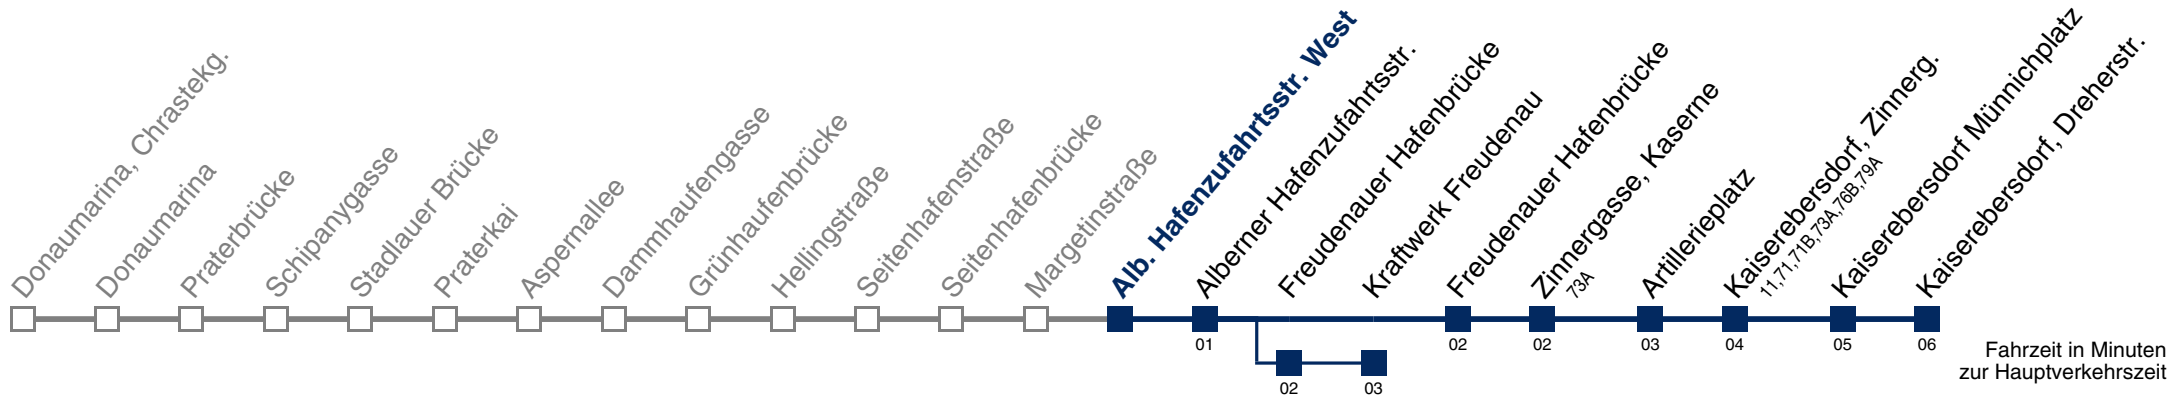 Donaumarina, Chrastekg.
Donaumarina
Praterbrücke
Schipanygasse
Stadlauer Brücke
Praterkai
Aspernallee
Dammhaufengasse
Grünhaufenbrücke
Hellingstraße
Seitenhafenstraße
Seitenhafenbrücke
Margetinstraße
Alb. Hafenzufahrtsstr. West
Alberner Hafenzufahrtsstr.
Freudenauer Hafenbrücke
Kraftwerk Freudenau
Freudenauer Hafenbrücke
Zinnergasse, Kaserne
73A
Artillerieplatz
Kaiserebersdorf, Zinnerg.
11,71,71B,73A,76B,79A
Kaiserebersdorf Münnichplatz
Kaiserebersdorf, Dreherstr.
01
02
02
03
04
05
06
02
03
Fahrzeit in Minuten
zur Hauptverkehrszeit